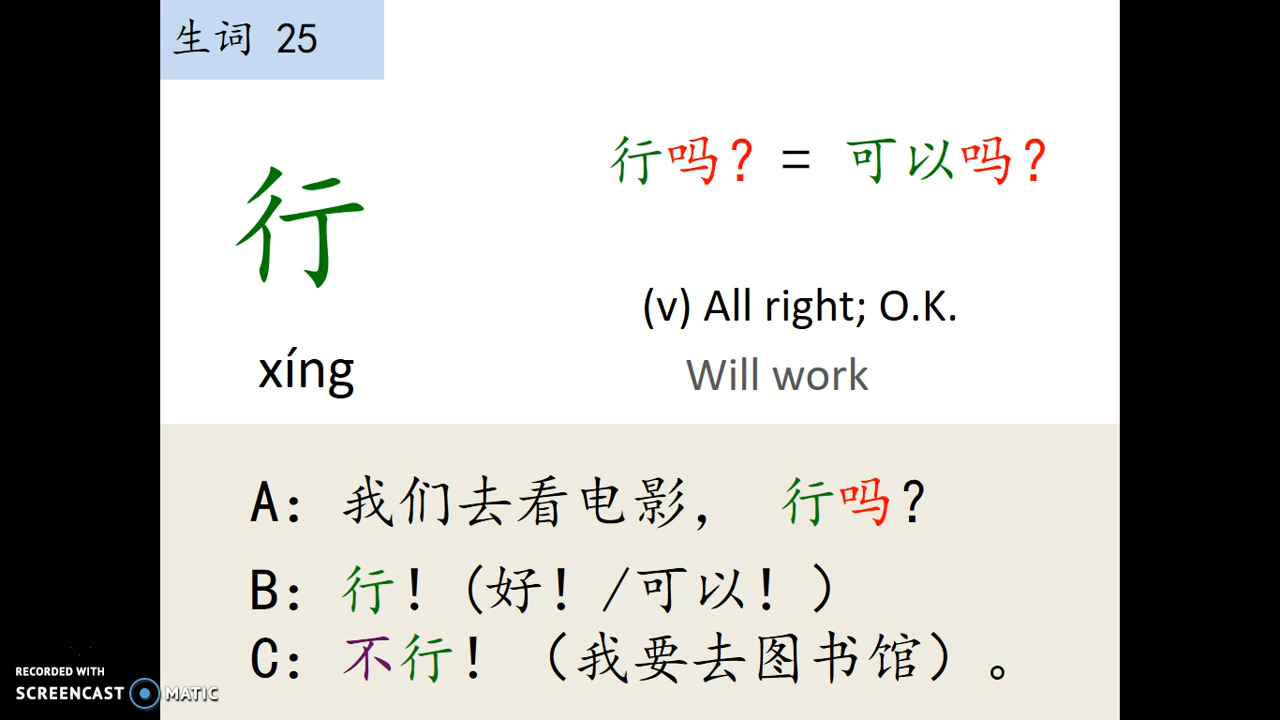 生词 25
行吗？ = 可以吗？
行
(v) All right; O.K.
xíng
Will work
A：我们去看电影， 行吗？
B：行！(好！/可以！)
C：不行！（我要去图书馆）。
RECORDED WITH
SCREENCAST MATIC